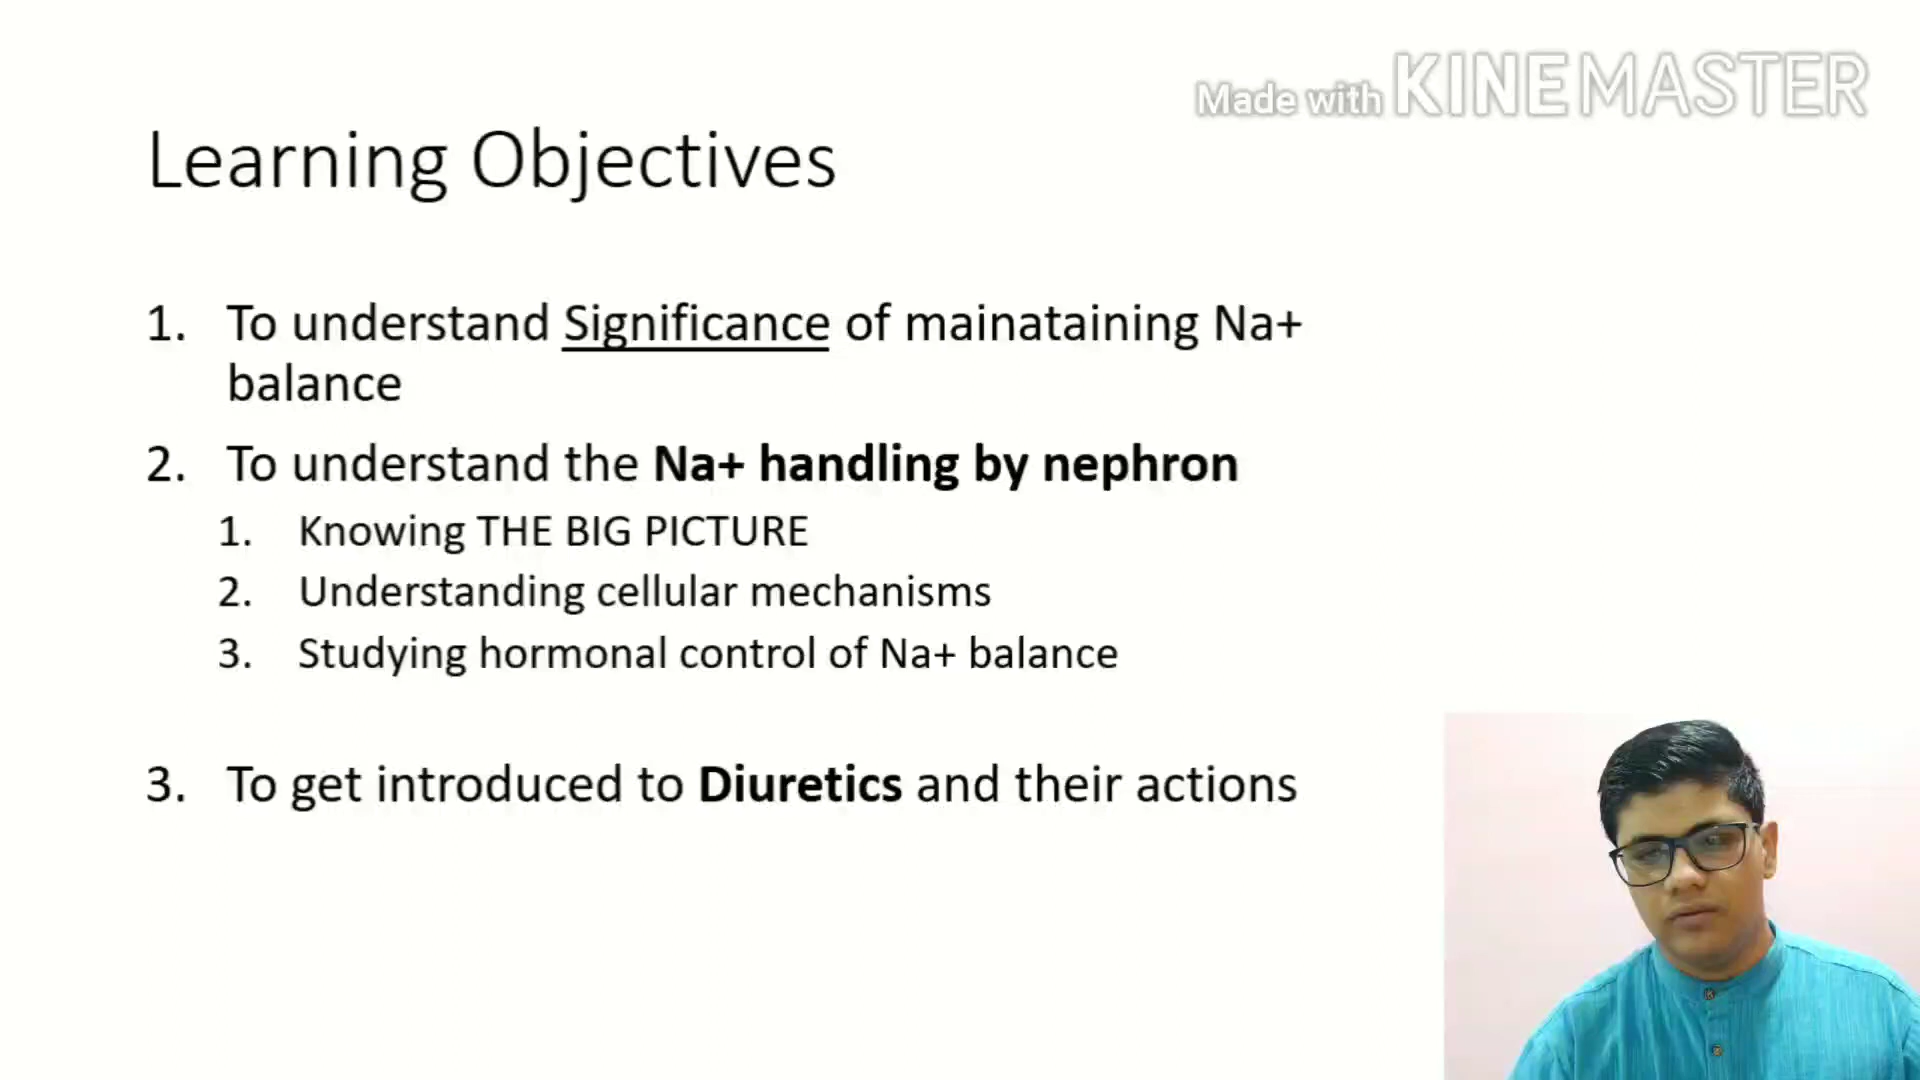 Made with KINEMASTER
Learning Objectives
1. To understand Significance of mainataining Na+
balance
2. To understand the Na+ handling by nephron
1. Knowing THE BIG PICTURE
2. Understanding cellular mechanisms
3. Studying hormonal control of Na+ balance
3. To get introduced to Diuretics and their actions